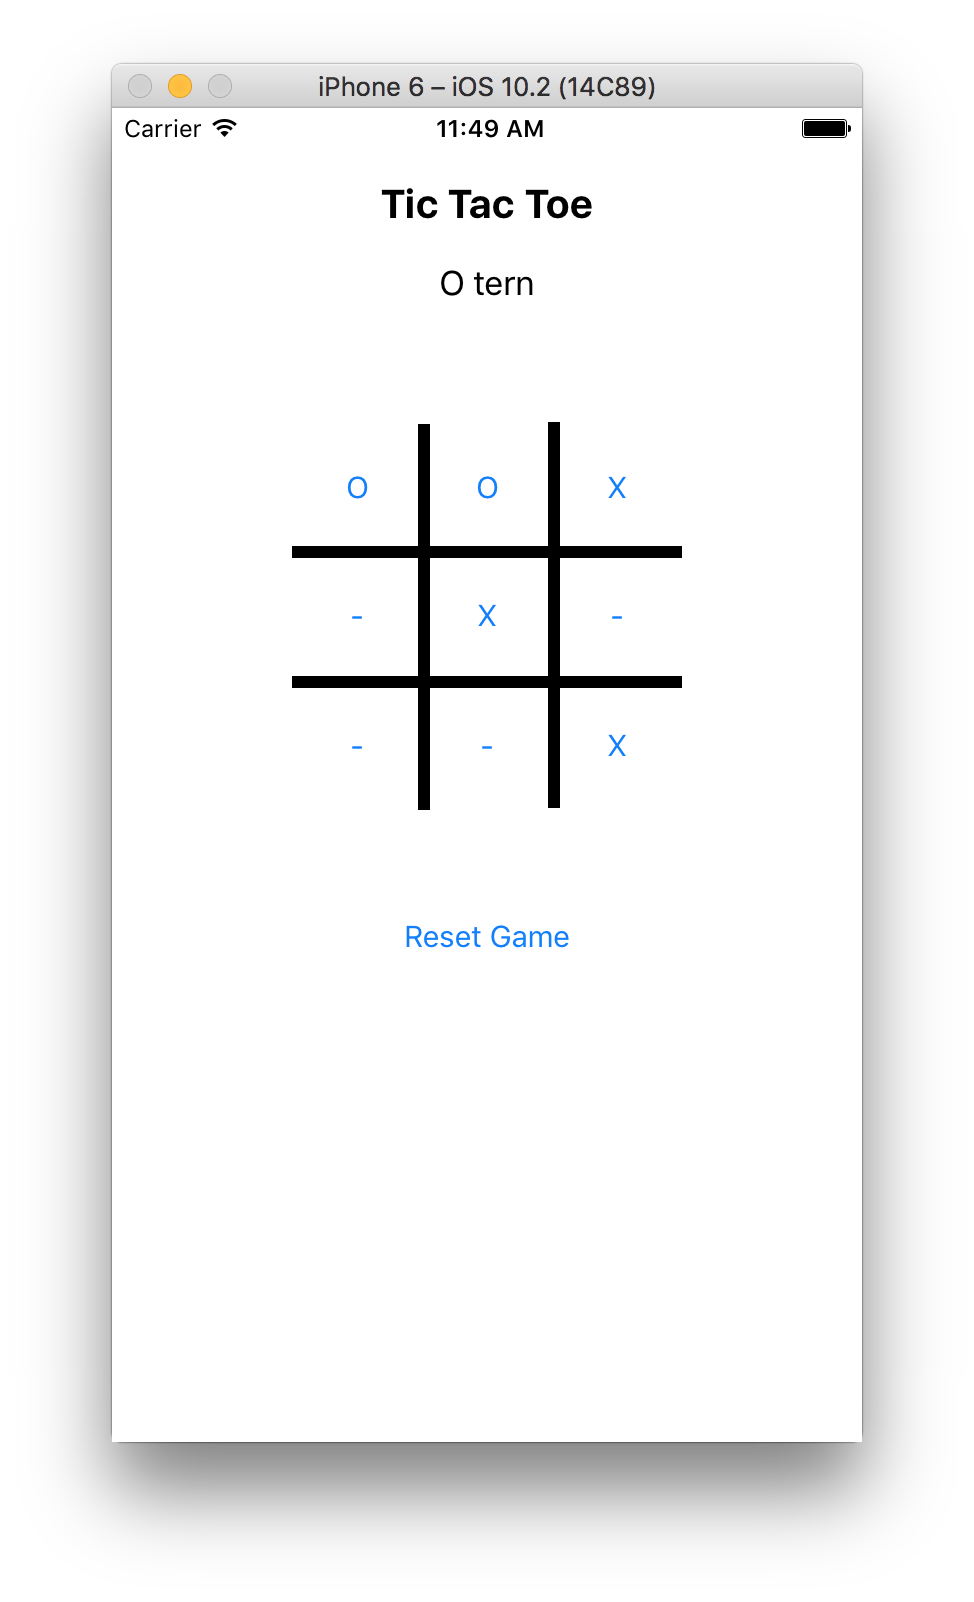 iPhone 6 – iOS 10.2 (14C89)
Carrier 11:49 AM
Tic Tac Toe
O tern
O O X
- X -
- - X
Reset Game